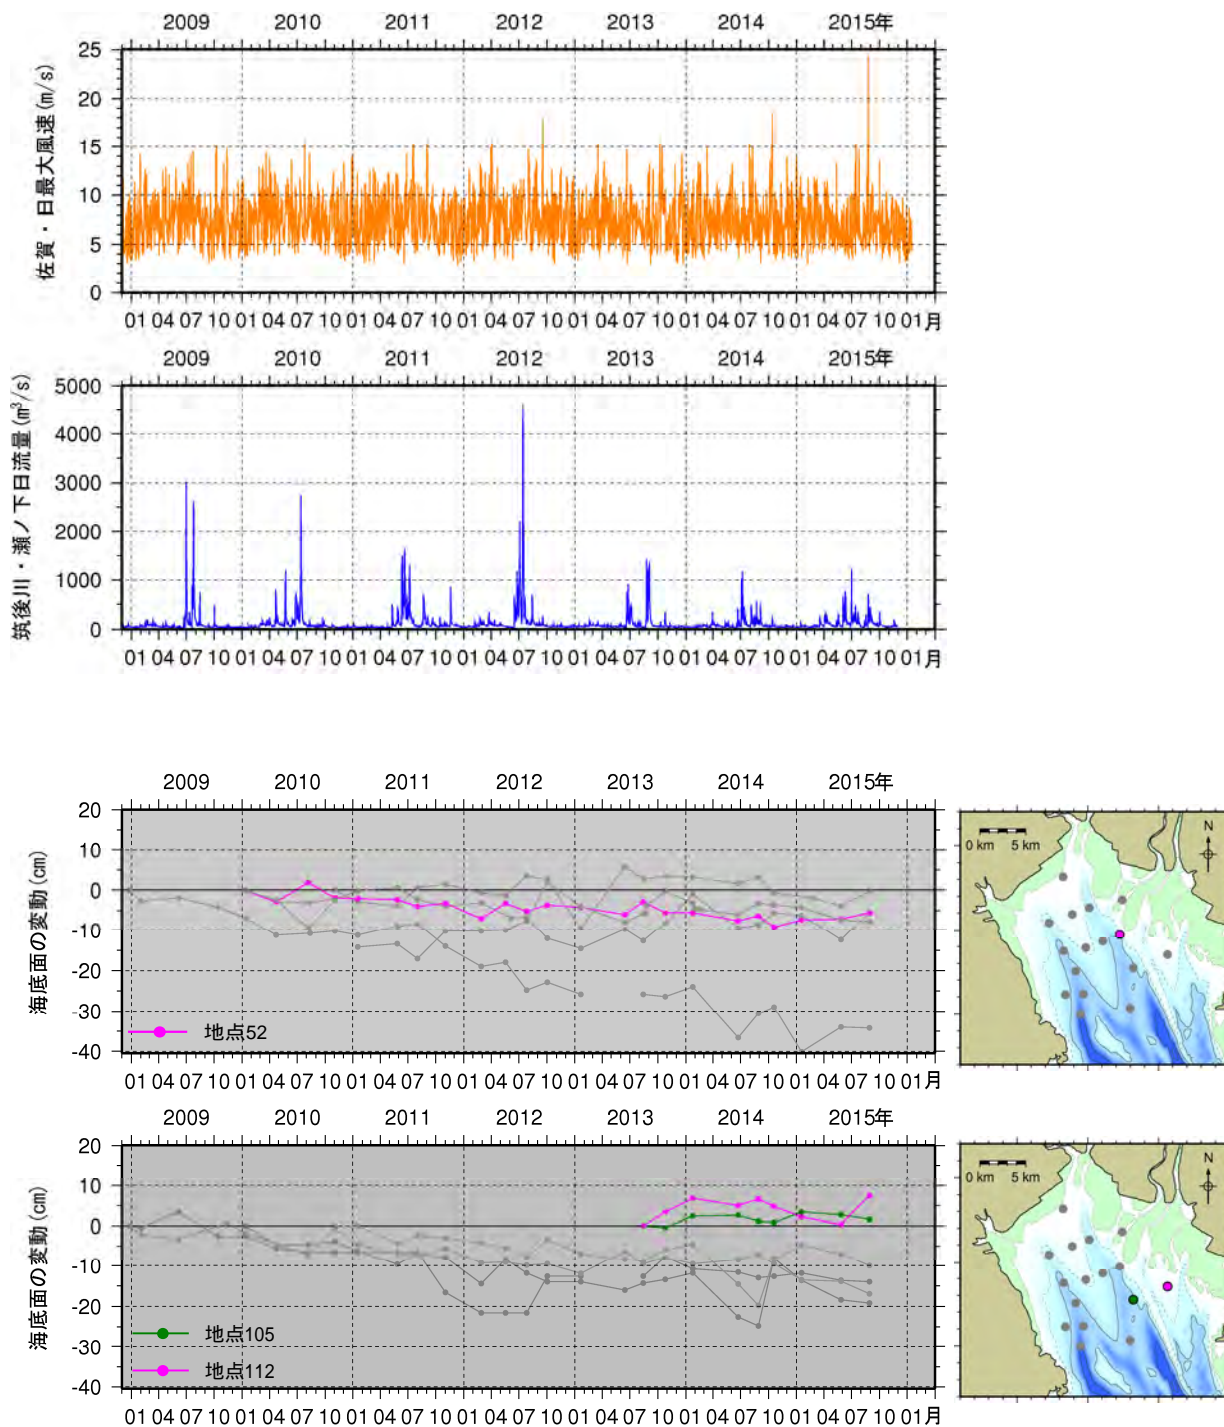 2009 2010 2011 2012 2013 2014 2015年
佐賀・日最大風速(m/s)
25
20
15
10
5
0
01 04 07 10 01 04 07 10 01 04 07 10 01 04 07 10 01 04 07 10 01 04 07 10 01 04 07 10 01月
2009 2010 2011 2012 2013 2014 2015年
筑後川・瀬ノ下日流量(m³/s)
5000
4000
3000
2000
1000
0
01 04 07 10 01 04 07 10 01 04 07 10 01 04 07 10 01 04 07 10 01 04 07 10 01 04 07 10 01月
2009 2010 2011 2012 2013 2014 2015年
海底面の変動(cm)
20
10
0
-10
-20
-30
-40
地点52
01 04 07 10 01 04 07 10 01 04 07 10 01 04 07 10 01 04 07 10 01 04 07 10 01 04 07 10 01月
0 km 5 km
N
2009 2010 2011 2012 2013 2014 2015年
海底面の変動(cm)
20
10
0
-10
-20
-30
-40
地点105
地点112
01 04 07 10 01 04 07 10 01 04 07 10 01 04 07 10 01 04 07 10 01 04 07 10 01 04 07 10 01月
0 km 5 km
N